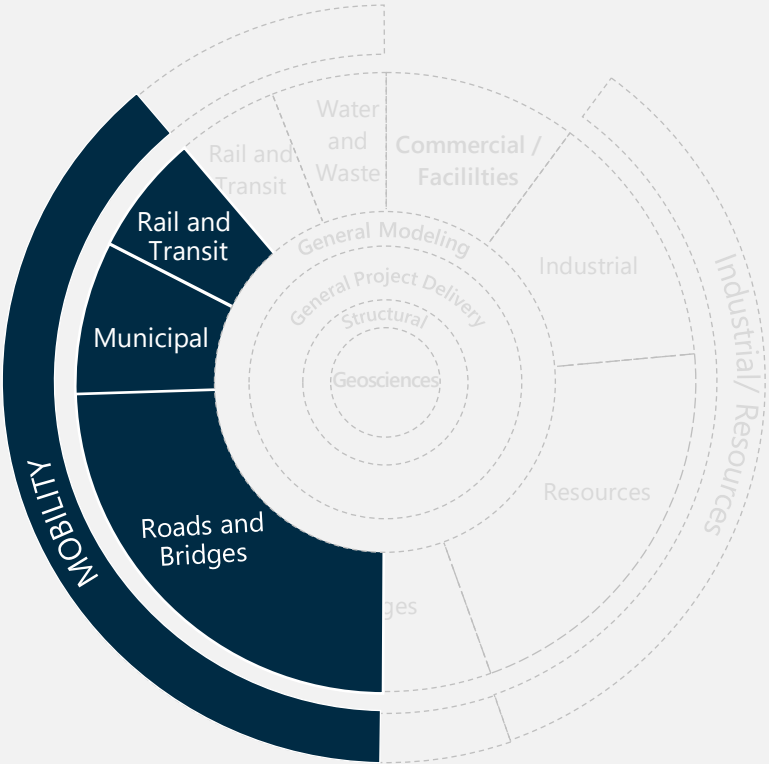 Water
and
Waste
Commercial /
Facililties
Rail and
Transit
Rail and
Transit
General Modeling
Industrial
Industrial/ Resources
General Project Delivery
Structural
Municipal
Geosciences
Resources
MOBILITY
Roads and
Bridges
ges